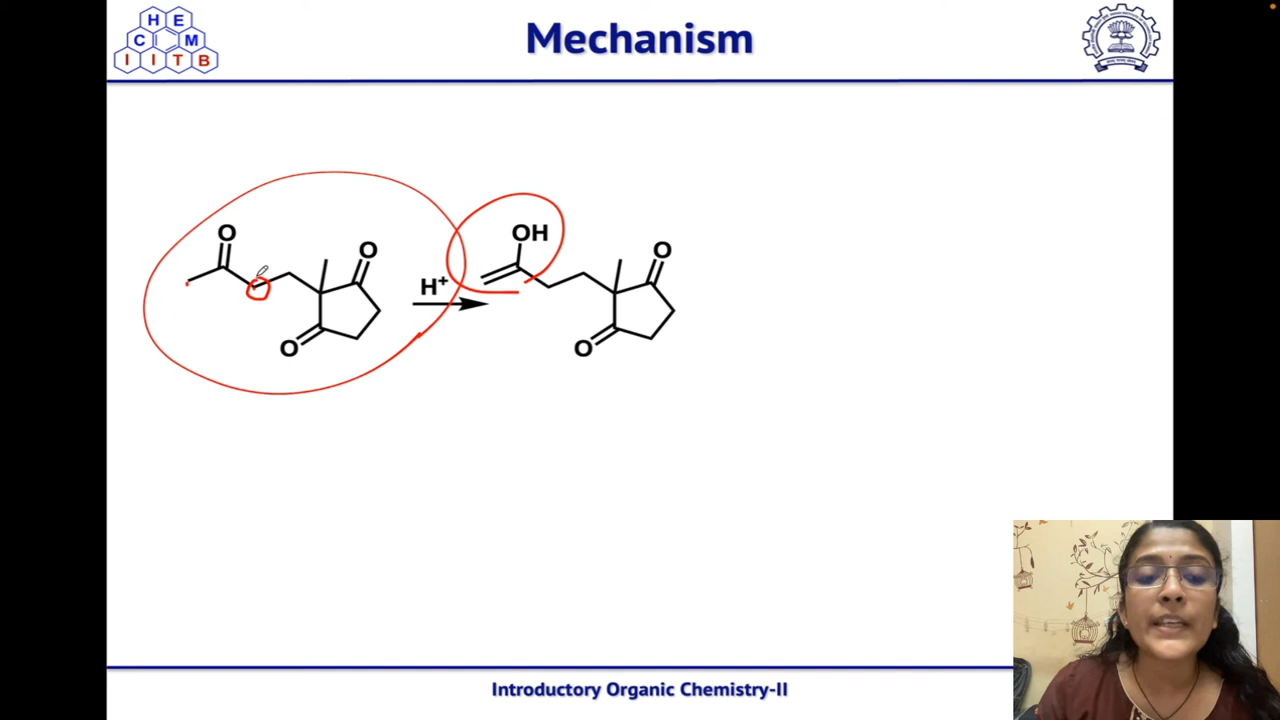 H E
C M
I I T B
Mechanism
O
O
O
H+
OH
O
O
Introductory Organic Chemistry-II